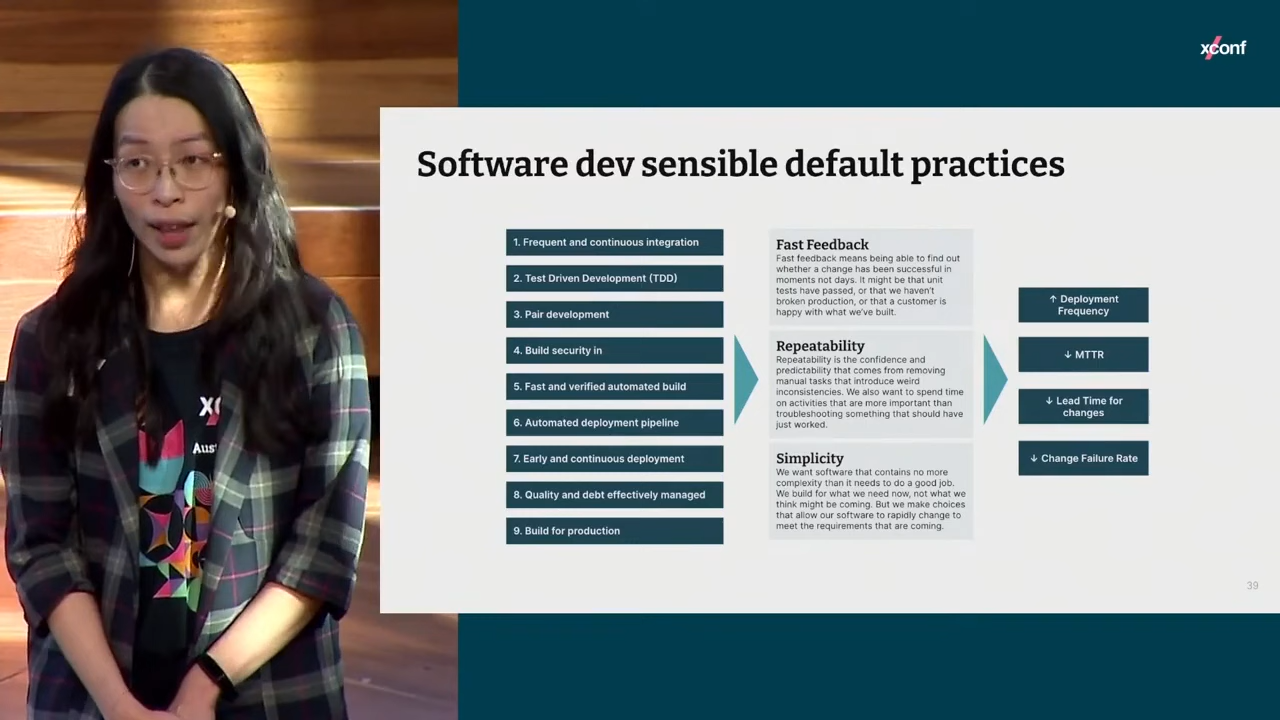 xconf
Software dev sensible default practices
1. Frequent and continuous integration
2. Test Driven Development (TDD)
3. Pair development
4. Build security in
5. Fast and verified automated build
6. Automated deployment pipeline
7. Early and continuous deployment
8. Quality and debt effectively managed
9. Build for production
Fast Feedback
Fast feedback means being able to find out
whether a change has been successful in
moments not days. It might be that unit
tests have passed, or that we haven't
broken production, or that a customer is
happy with what we've built.
Repeatability
Repeatability is the confidence and
predictability that comes from removing
manual tasks that introduce weird
inconsistencies. We also want to spend time
on activities that are more important than
troubleshooting something that should have
just worked.
Simplicity
We want software that contains no more
complexity than it needs to do a good job.
We build for what we need now, not what we
think might be coming. But we make choices
that allow our software to rapidly change to
meet the requirements that are coming.
↑ Deployment
Frequency
↓ MTTR
↓ Lead Time for
changes
↓ Change Failure Rate
39